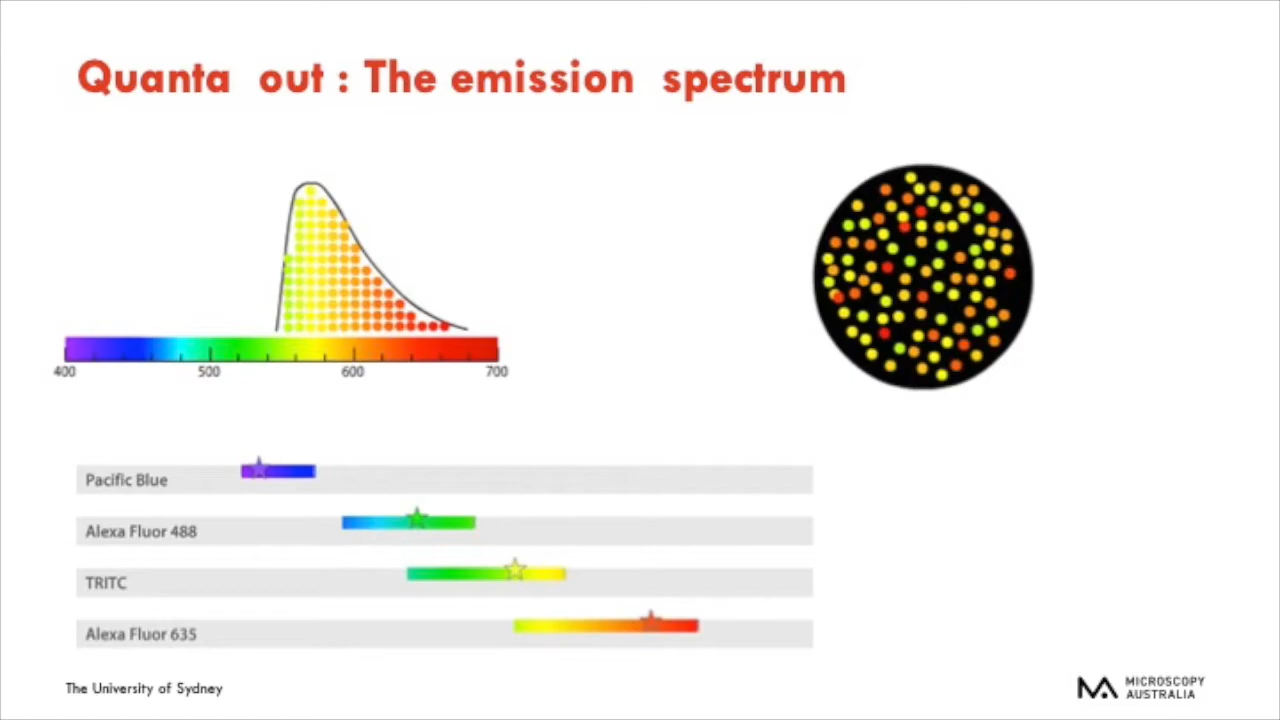 Quanta out : The emission spectrum
400 500 600 700
Pacific Blue
Alexa Fluor 488
TRITC
Alexa Fluor 635
The University of Sydney
MICROSCOPY
AUSTRALIA